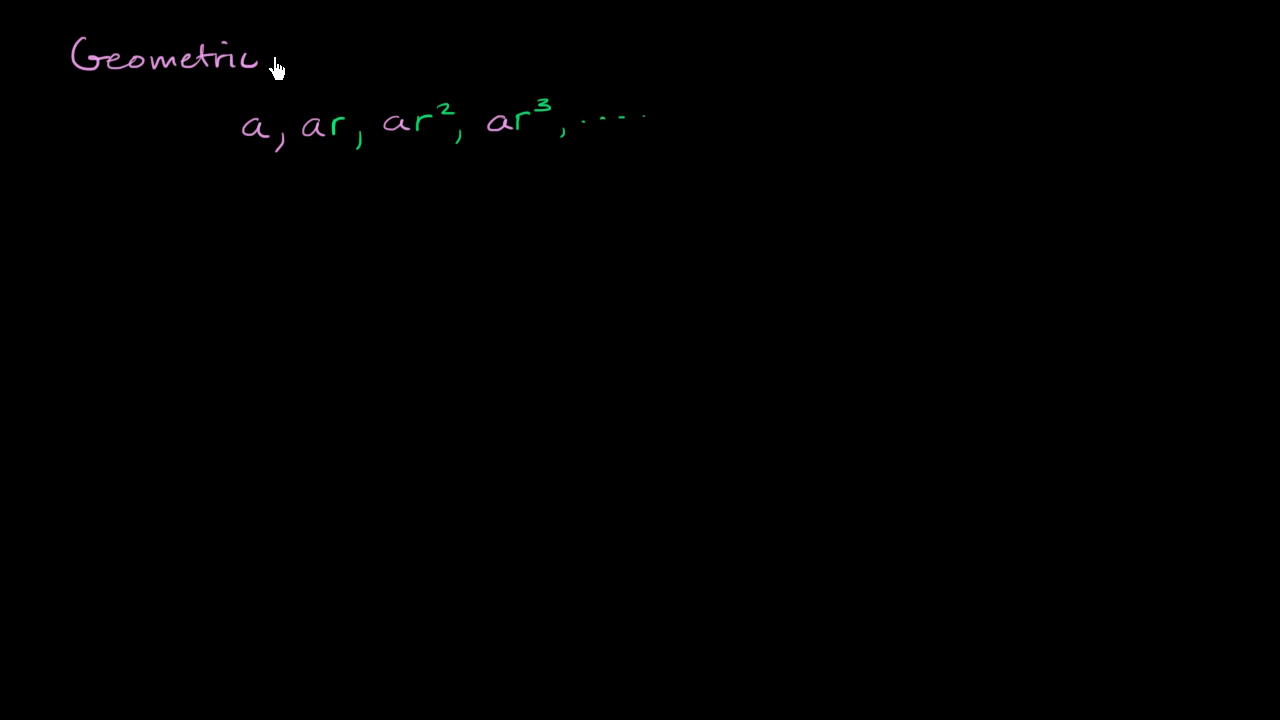 Geometric
a, ar, ar², ar³, ....